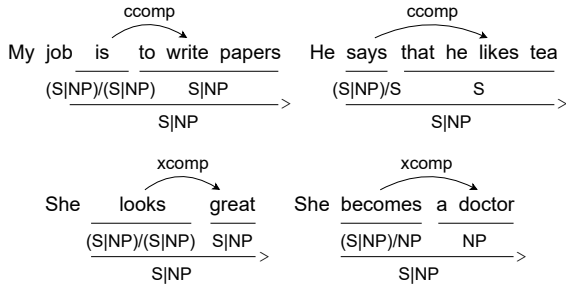 ccomp
My job is to write papers
(S|NP)/(S|NP) S|NP
>
S|NP
ccomp
He says that he likes tea
(S|NP)/S S
>
S|NP
xcomp
She looks great
(S|NP)/(S|NP) S|NP
>
S|NP
xcomp
She becomes a doctor
(S|NP)/NP NP
>
S|NP